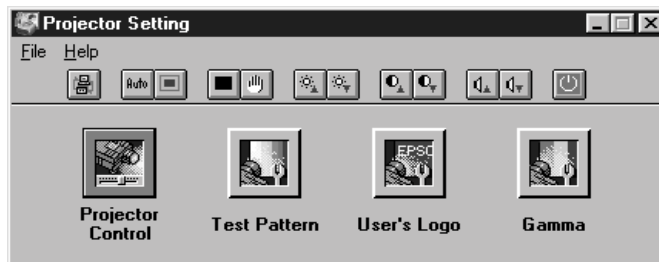 Projector Setting
File Help
Auto
EPSO
Projector
Control
Test Pattern
User's Logo
Gamma